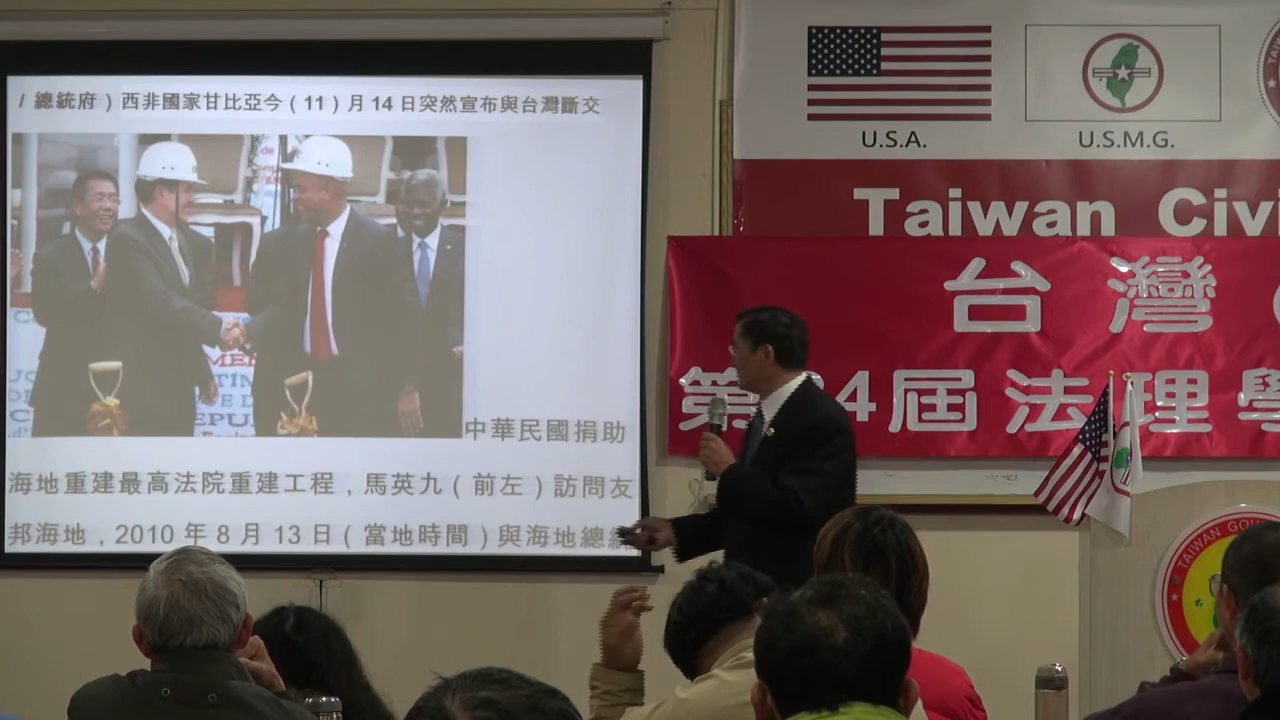 / 總統府）西非國家甘比亞今（11）月14日突然宣布與台灣斷交
中華民國捐助
海地重建最高法院重建工程，馬英九（前左）訪問友
邦海地，2010年8月13日（當地時間）與海地總統
U.S.A.
U.S.M.G.
Taiwan Civi
台灣
第34屆法理學
TAIWAN GOV